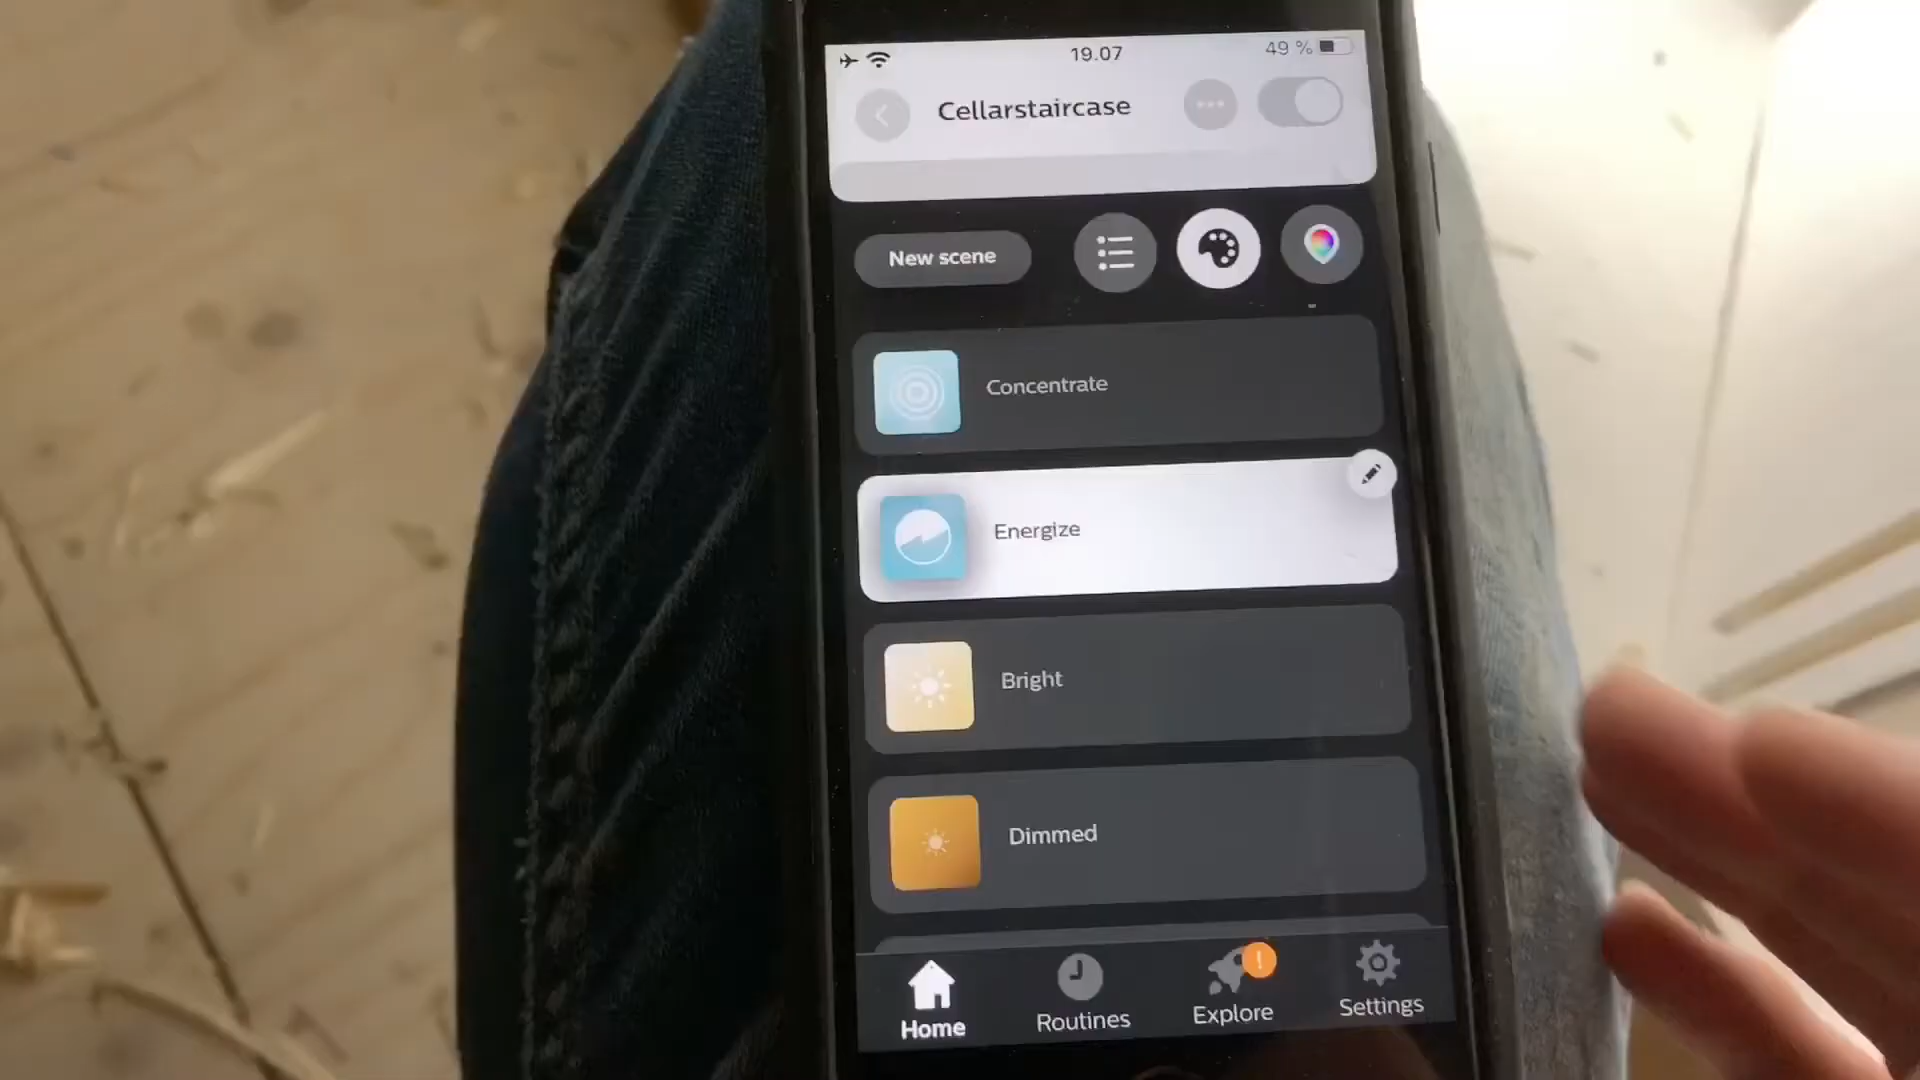 19.07
49 %
Cellarstaircase
New scene
Concentrate
Energize
Bright
Dimmed
!
Home
Routines
Explore
Settings